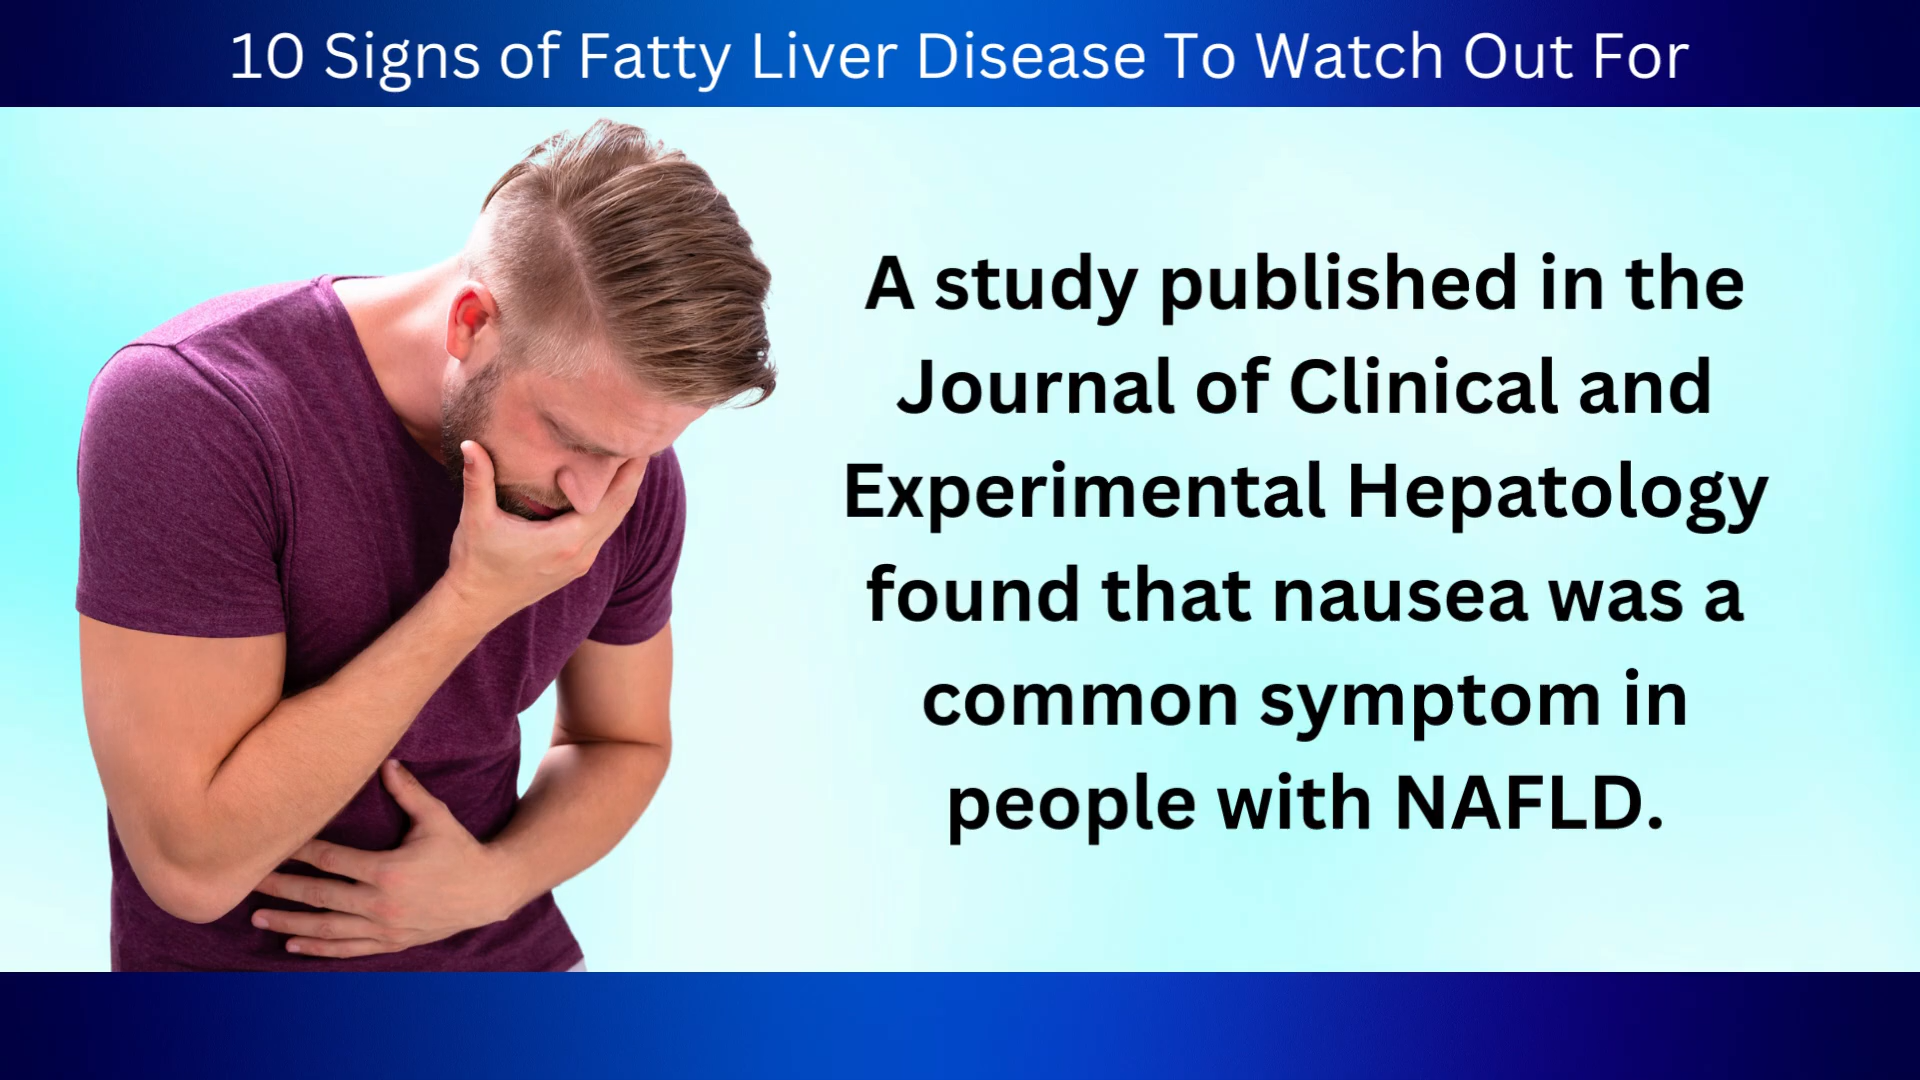 10 Signs of Fatty Liver Disease To Watch Out For
A study published in the
Journal of Clinical and
Experimental Hepatology
found that nausea was a
common symptom in
people with NAFLD.